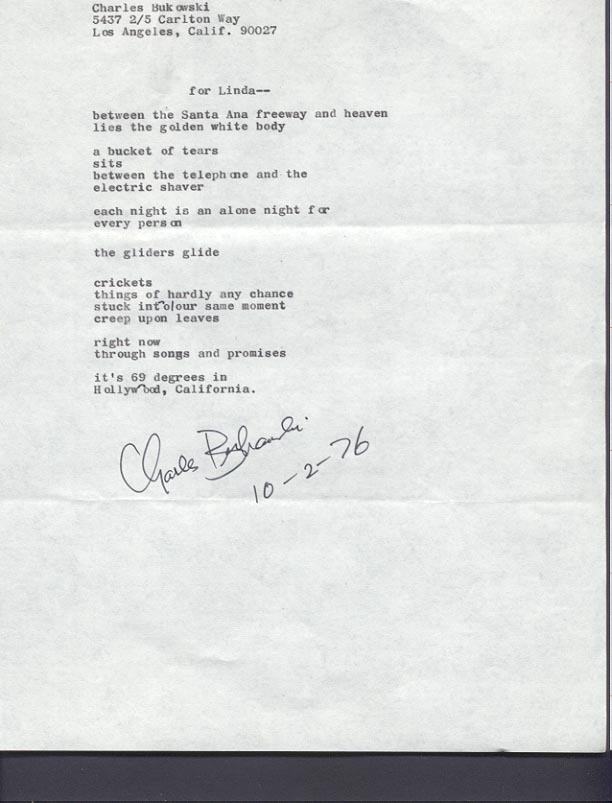 Charles Bukowski
5437 2/5 Carlton Way
Los Angeles, Calif. 90027
for Linda--
between the Santa Ana freeway and heaven
lies the golden white body
a bucket of tears
sits
between the telephone and the
electric shaver
each night is an alone night for
every person
the gliders glide
crickets
things of hardly any chance
stuck into our same moment
creep upon leaves
right now
through songs and promises
it's 69 degrees in
Hollywood, California.
Charles Bukowski
10-2-76